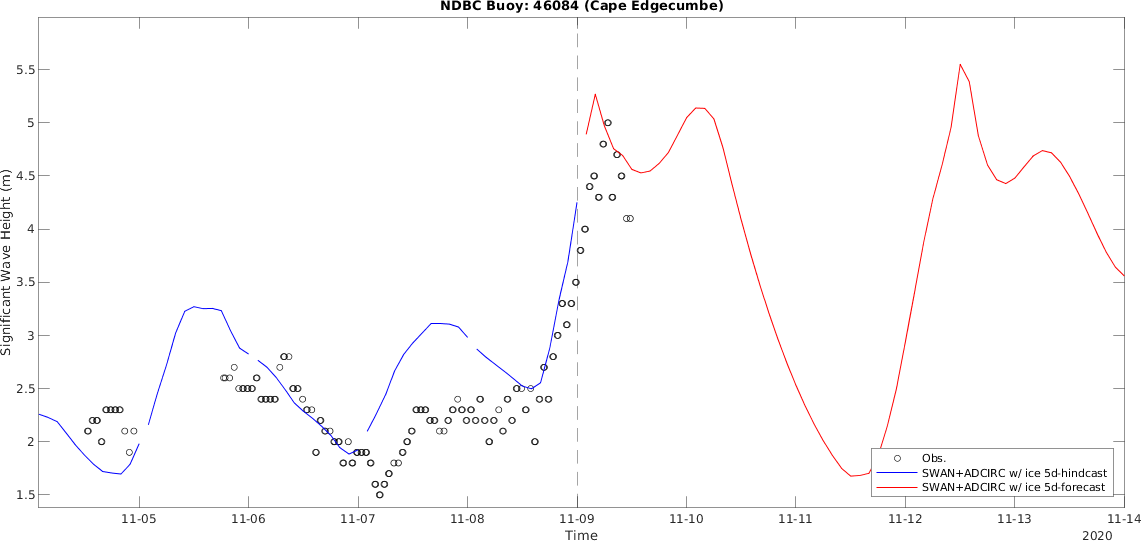 NDBC Buoy: 46084 (Cape Edgecumbe)
Significant Wave Height (m)
5.5
5
4.5
4
3.5
3
2.5
2
1.5
Obs.
SWAN+ADCIRC w/ ice 5d-hindcast
SWAN+ADCIRC w/ ice 5d-forecast
11-05 11-06 11-07 11-08 11-09 11-10 11-11 11-12 11-13 11-14
Time
2020